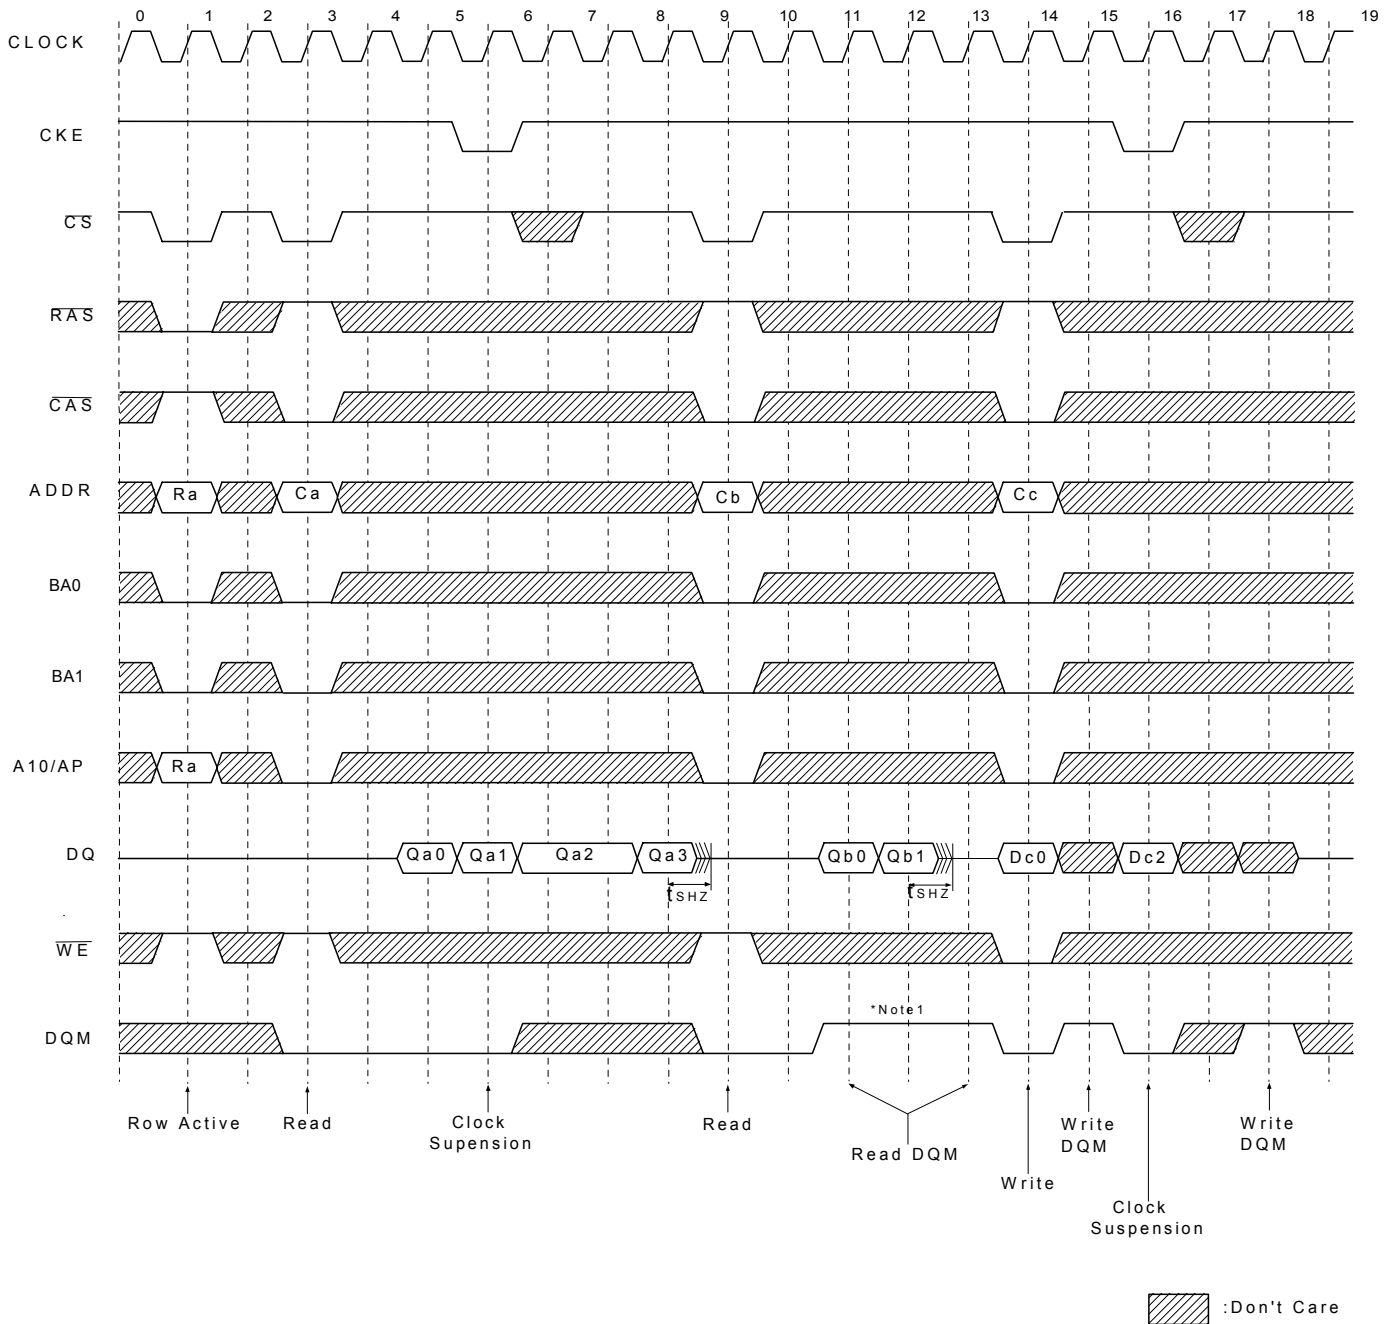 0 1 2 3 4 5 6 7 8 9 10 11 12 13 14 15 16 17 18 19
CLOCK
CKE
CS
RAS
CAS
ADDR Ra Ca Cb Cc
BA0
BA1
A10/AP Ra
DQ Qa0 Qa1 Qa2 Qa3 Qb0 Qb1 Dc0 Dc2
tSHZ tSHZ
WE
*Note1
DQM
Row Active Read Clock Read Write Write
Supension DQM DQM
Read DQM
Write
Clock
Suspension
:Don't Care